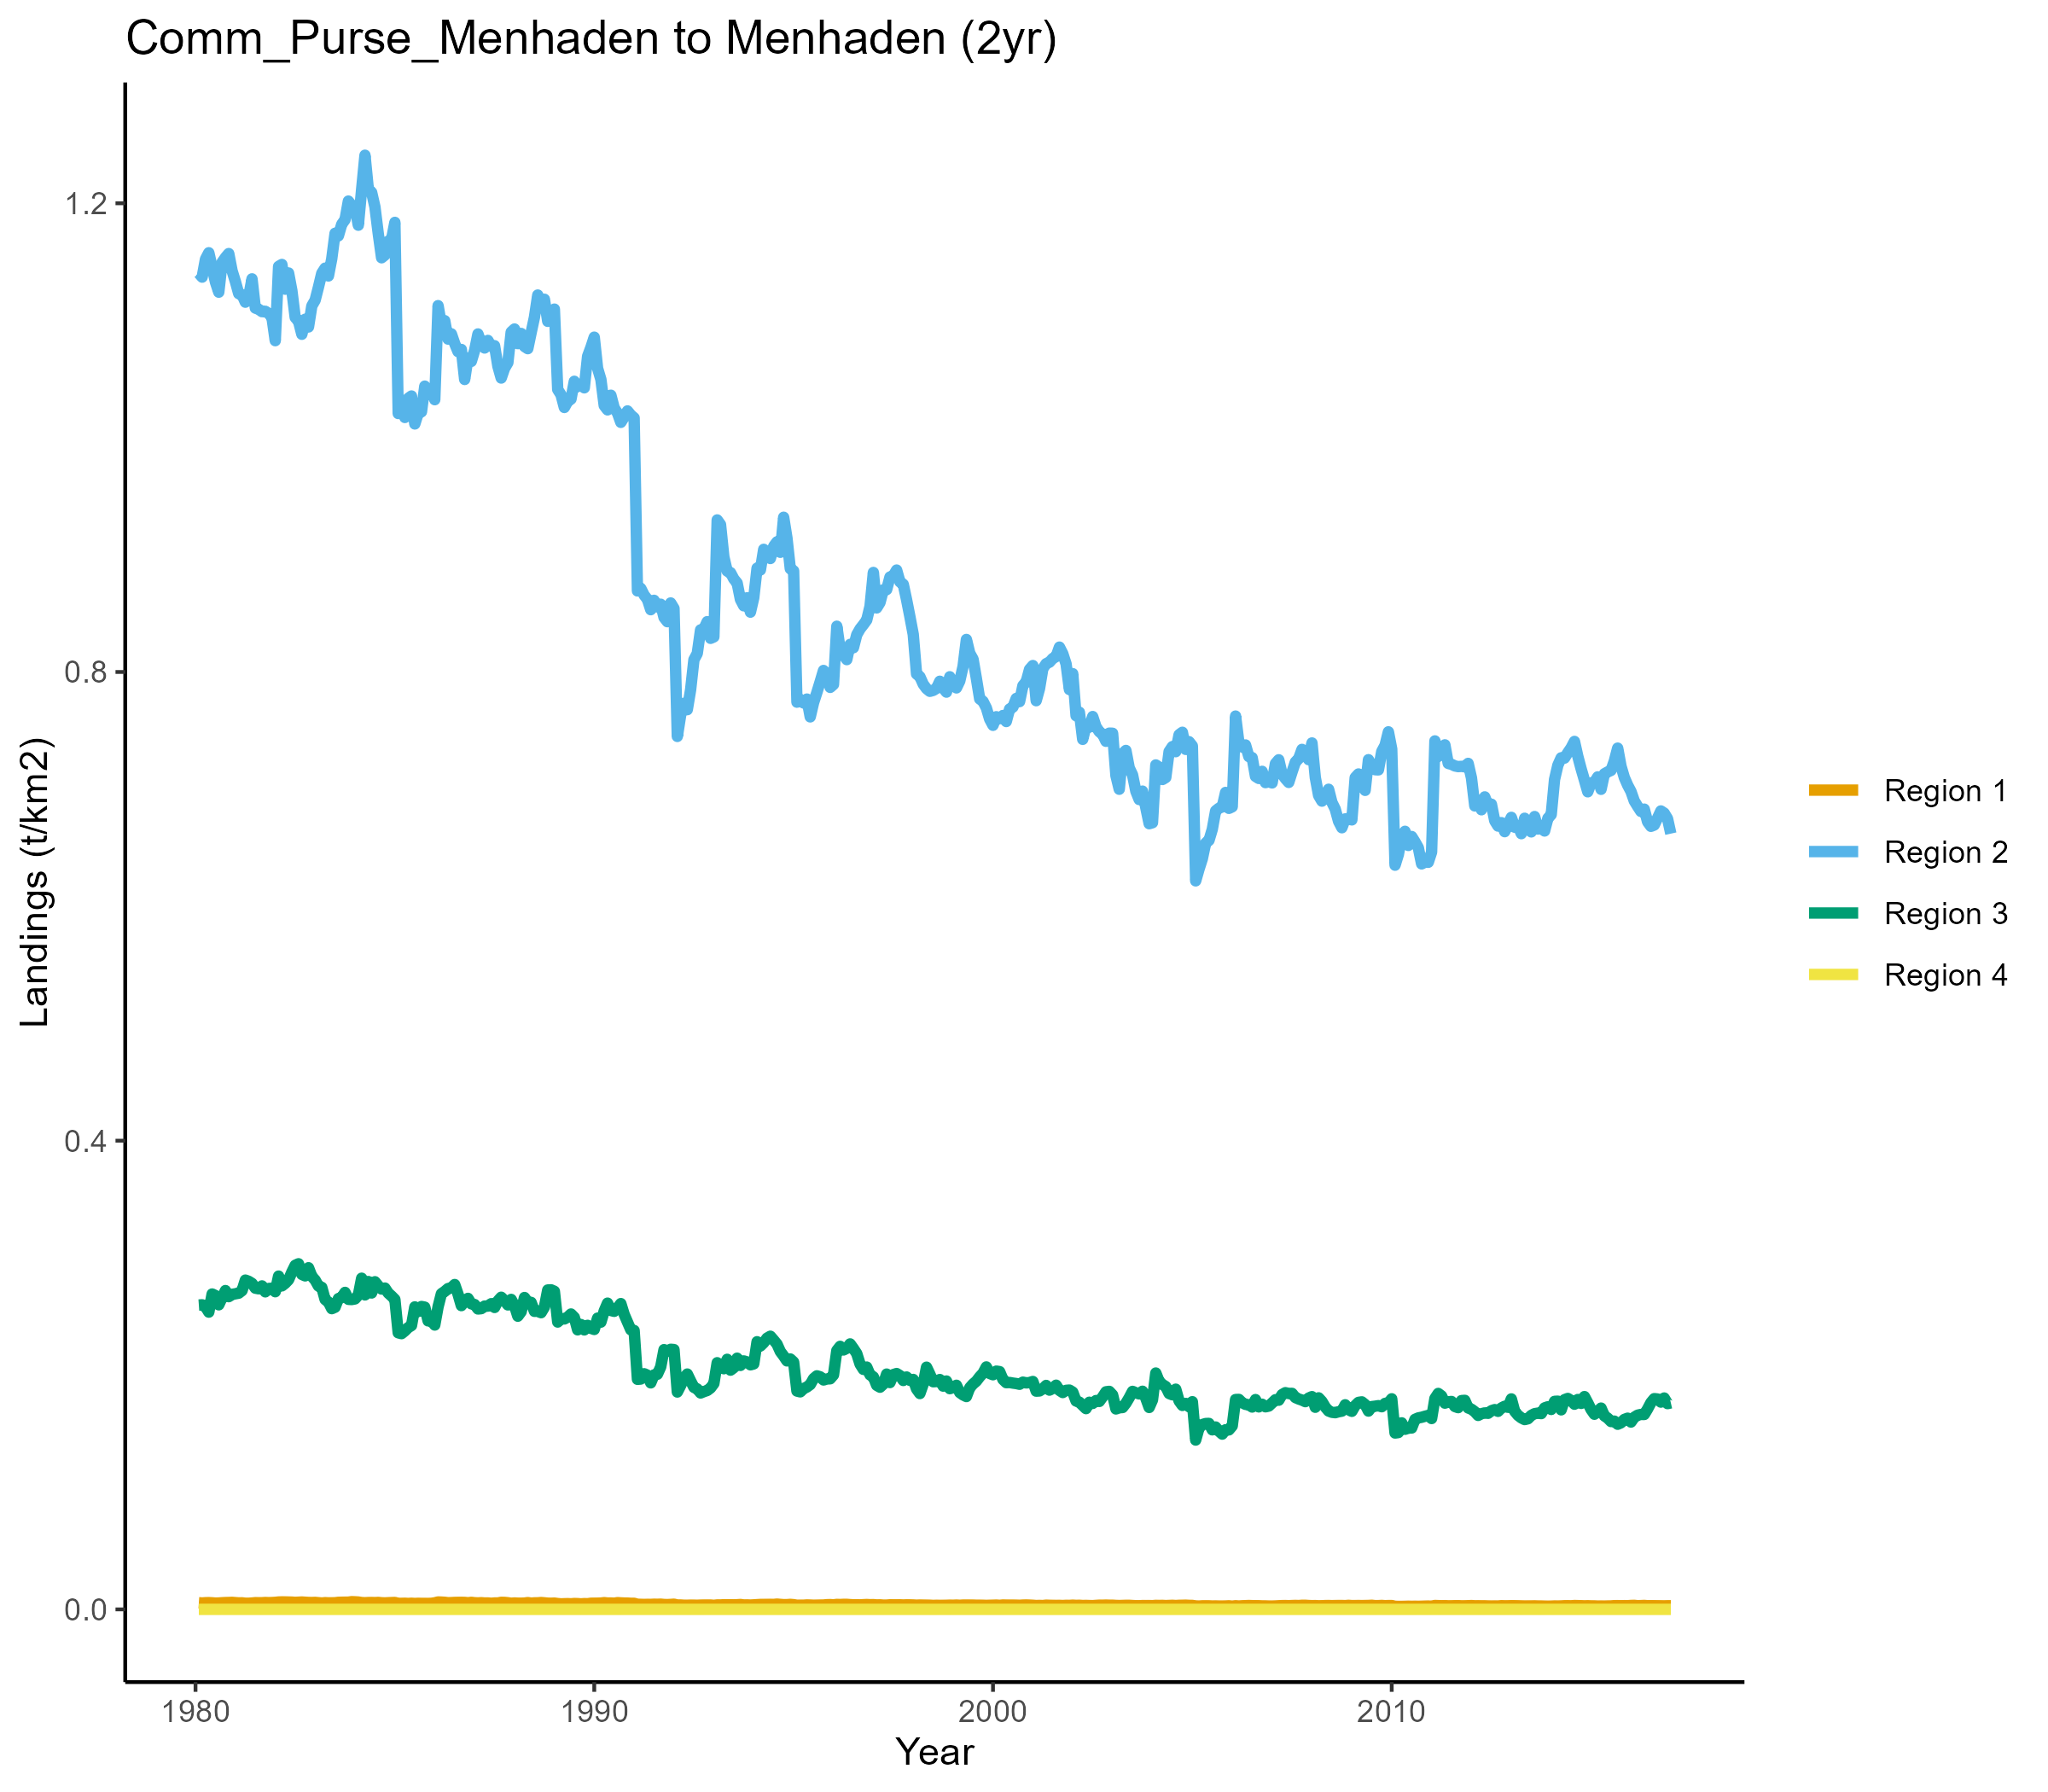 Comm_Purse_Menhaden to Menhaden (2yr)
Landings (t/km2)
1.2
0.8
0.4
0.0
1980
1990
2000
2010
Year
Region 1
Region 2
Region 3
Region 4